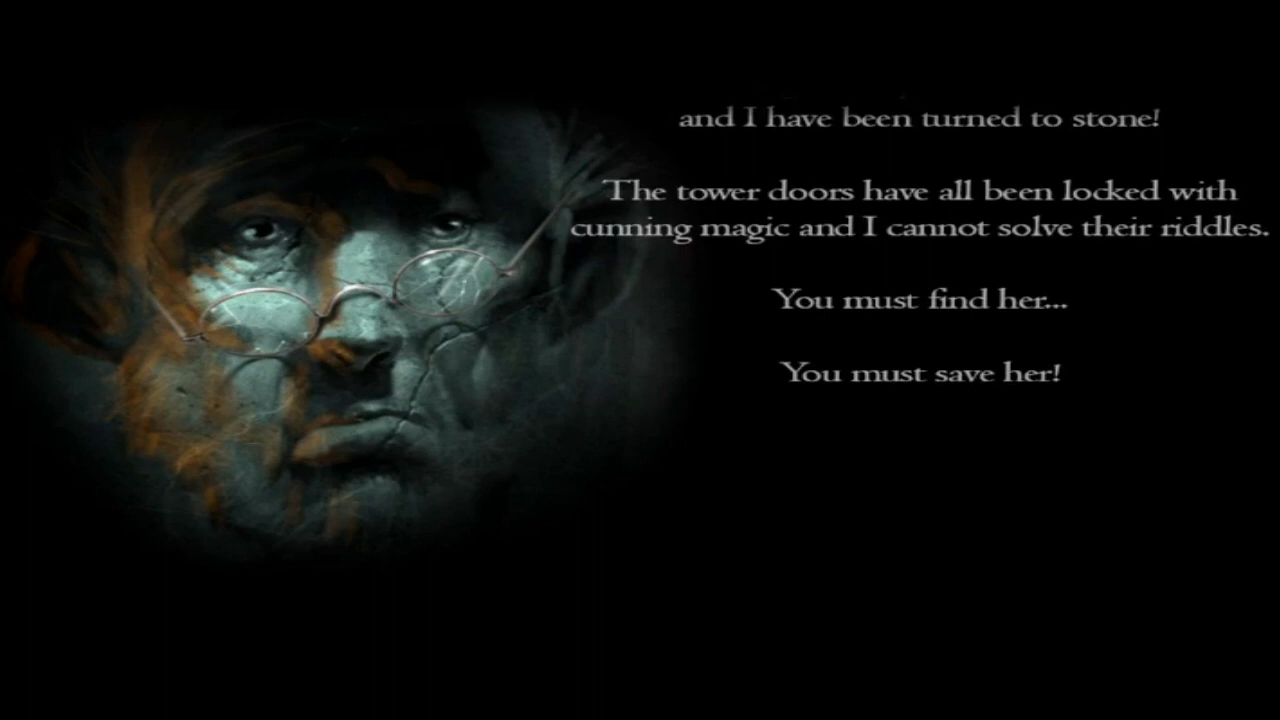 and I have been turned to stone!
The tower doors have all been locked with
cunning magic and I cannot solve their riddles.
You must find her...
You must save her!